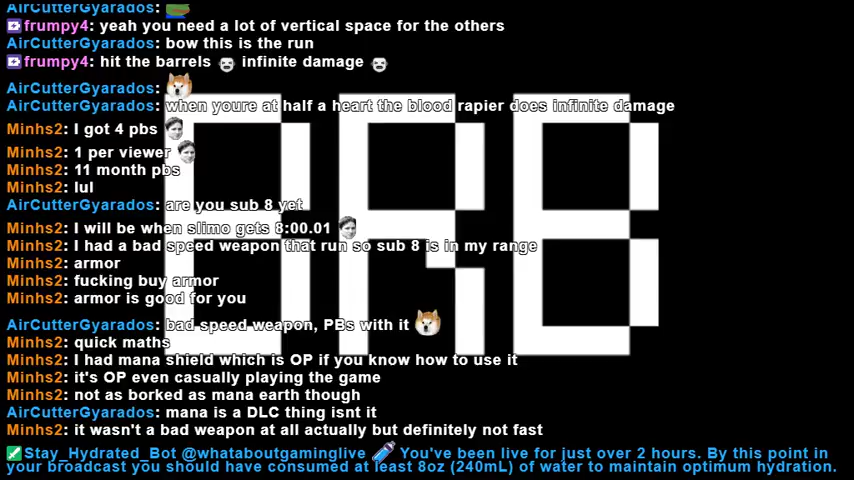 AirCutterGyarados:
frumpy4: yeah you need a lot of vertical space for the others
AirCutterGyarados: bow this is the run
frumpy4: hit the barrels infinite damage
AirCutterGyarados:
AirCutterGyarados: when youre at half a heart the blood rapier does infinite damage
Minhs2: I got 4 pbs
Minhs2: 1 per viewer
Minhs2: 11 month pbs
Minhs2: lul
AirCutterGyarados: are you sub 8 yet
Minhs2: I will be when slimo gets 8:00.01
Minhs2: I had a bad speed weapon that run so sub 8 is in my range
Minhs2: armor
Minhs2: fucking buy armor
Minhs2: armor is good for you
AirCutterGyarados: bad speed weapon, PBs with it
Minhs2: quick maths
Minhs2: I had mana shield which is OP if you know how to use it
Minhs2: it's OP even casually playing the game
Minhs2: not as borked as mana earth though
AirCutterGyarados: mana is a DLC thing isnt it
Minhs2: it wasn't a bad weapon at all actually but definitely not fast
Stay_Hydrated_Bot @whataboutgaminglive You've been live for just over 2 hours. By this point in
your broadcast you should have consumed at least 8oz (240mL) of water to maintain optimum hydration.
ORB